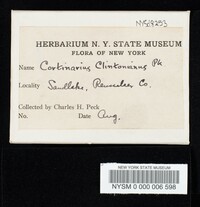 HERBARIUM N. Y. STATE MUSEUM
FLORA OF NEW YORK
Name Cortinarius Clintonianus Pk
Locality Sandlake, Rensselaer Co.
Collected by Charles H. Peck
No. Date Aug.
NEW YORK STATE MUSEUM
NYSM 0 000 006 598